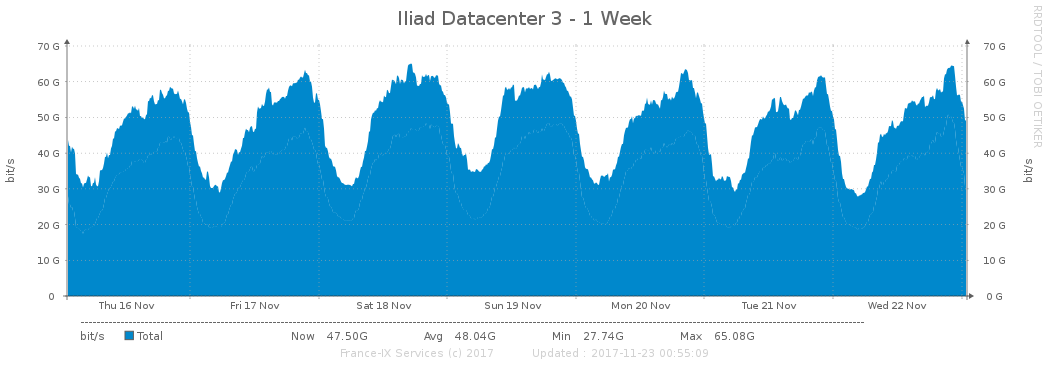 Iliad Datacenter 3 - 1 Week
RRDTOOL / TOBI OETIKER
70 G 70 G
60 G 60 G
50 G 50 G
40 G 40 G
30 G 30 G
20 G 20 G
10 G 10 G
0 0 G
bit/s bit/s
Thu 16 Nov Fri 17 Nov Sat 18 Nov Sun 19 Nov Mon 20 Nov Tue 21 Nov Wed 22 Nov
bit/s Total Now 47.50G Avg 48.04G Min 27.74G Max 65.08G
France-IX Services (c) 2017 Updated : 2017-11-23 00:55:09